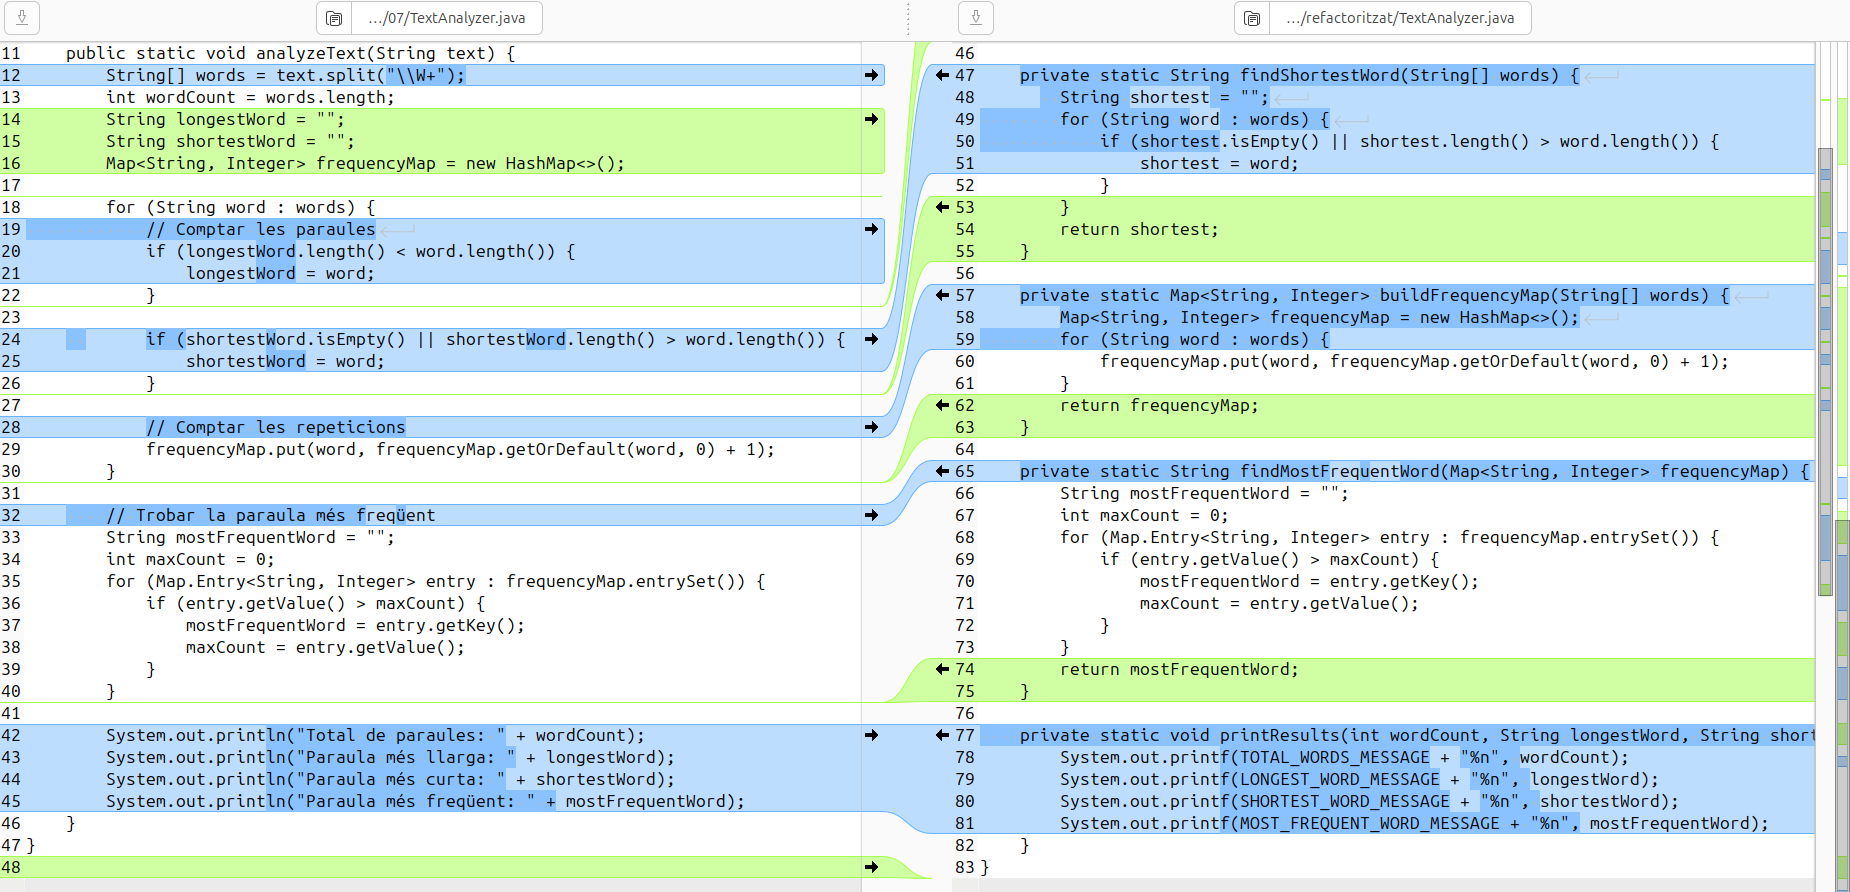 .../07/TextAnalyzer.java
11 public static void analyzeText(String text) {
12 String[] words = text.split("\\W+");
13 int wordCount = words.length;
14 String longestWord = "";
15 String shortestWord = "";
16 Map<String, Integer> frequencyMap = new HashMap<>();
17
18 for (String word : words) {
19 // Comptar les paraules
20 if (longestWord.length() < word.length()) {
21 longestWord = word;
22 }
23
24 if (shortestWord.isEmpty() || shortestWord.length() > word.length()) {
25 shortestWord = word;
26 }
27
28 // Comptar les repeticions
29 frequencyMap.put(word, frequencyMap.getOrDefault(word, 0) + 1);
30 }
31
32 // Trobar la paraula més freqüent
33 String mostFrequentWord = "";
34 int maxCount = 0;
35 for (Map.Entry<String, Integer> entry : frequencyMap.entrySet()) {
36 if (entry.getValue() > maxCount) {
37 mostFrequentWord = entry.getKey();
38 maxCount = entry.getValue();
39 }
40 }
41
42 System.out.println("Total de paraules: " + wordCount);
43 System.out.println("Paraula més llarga: " + longestWord);
44 System.out.println("Paraula més curta: " + shortestWord);
45 System.out.println("Paraula més freqüent: " + mostFrequentWord);
46 }
47 }
48
.../refactoritzat/TextAnalyzer.java
46
47 private static String findShortestWord(String[] words) {
48 String shortest = "";
49 for (String word : words) {
50 if (shortest.isEmpty() || shortest.length() > word.length()) {
51 shortest = word;
52 }
53 }
54 return shortest;
55 }
56
57 private static Map<String, Integer> buildFrequencyMap(String[] words) {
58 Map<String, Integer> frequencyMap = new HashMap<>();
59 for (String word : words) {
60 frequencyMap.put(word, frequencyMap.getOrDefault(word, 0) + 1);
61 }
62 return frequencyMap;
63 }
64
65 private static String findMostFrequentWord(Map<String, Integer> frequencyMap) {
66 String mostFrequentWord = "";
67 int maxCount = 0;
68 for (Map.Entry<String, Integer> entry : frequencyMap.entrySet()) {
69 if (entry.getValue() > maxCount) {
70 mostFrequentWord = entry.getKey();
71 maxCount = entry.getValue();
72 }
73 }
74 return mostFrequentWord;
75 }
76
77 private static void printResults(int wordCount, String longestWord, String short
78 System.out.printf(TOTAL_WORDS_MESSAGE + "%n", wordCount);
79 System.out.printf(LONGEST_WORD_MESSAGE + "%n", longestWord);
80 System.out.printf(SHORTEST_WORD_MESSAGE + "%n", shortestWord);
81 System.out.printf(MOST_FREQUENT_WORD_MESSAGE + "%n", mostFrequentWord);
82 }
83 }